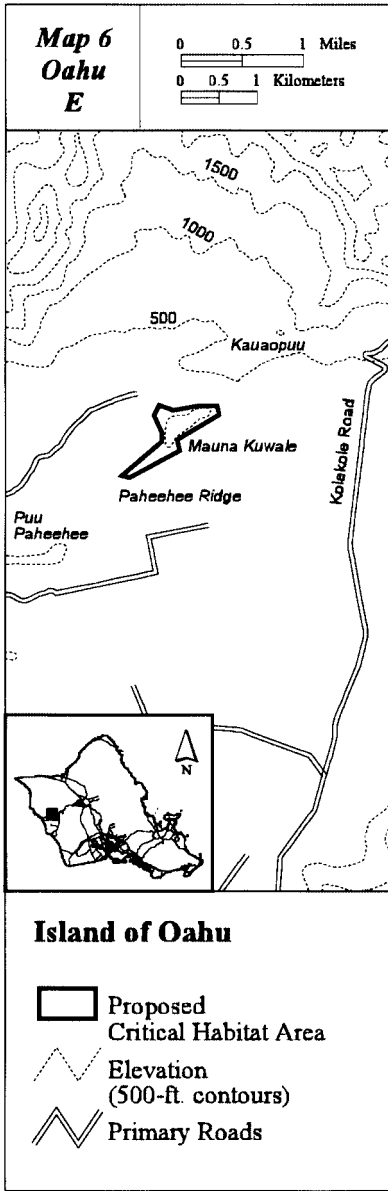 Map 6
Oahu
E
0 0.5 1 Miles
0 0.5 1 Kilometers
1500
1000
500
Kauaopuu
Mauna Kuwale
Kolekole Road
Paheehee Ridge
Puu
Paheehee
N
Island of Oahu
Proposed
Critical Habitat Area
Elevation
(500-ft. contours)
Primary Roads